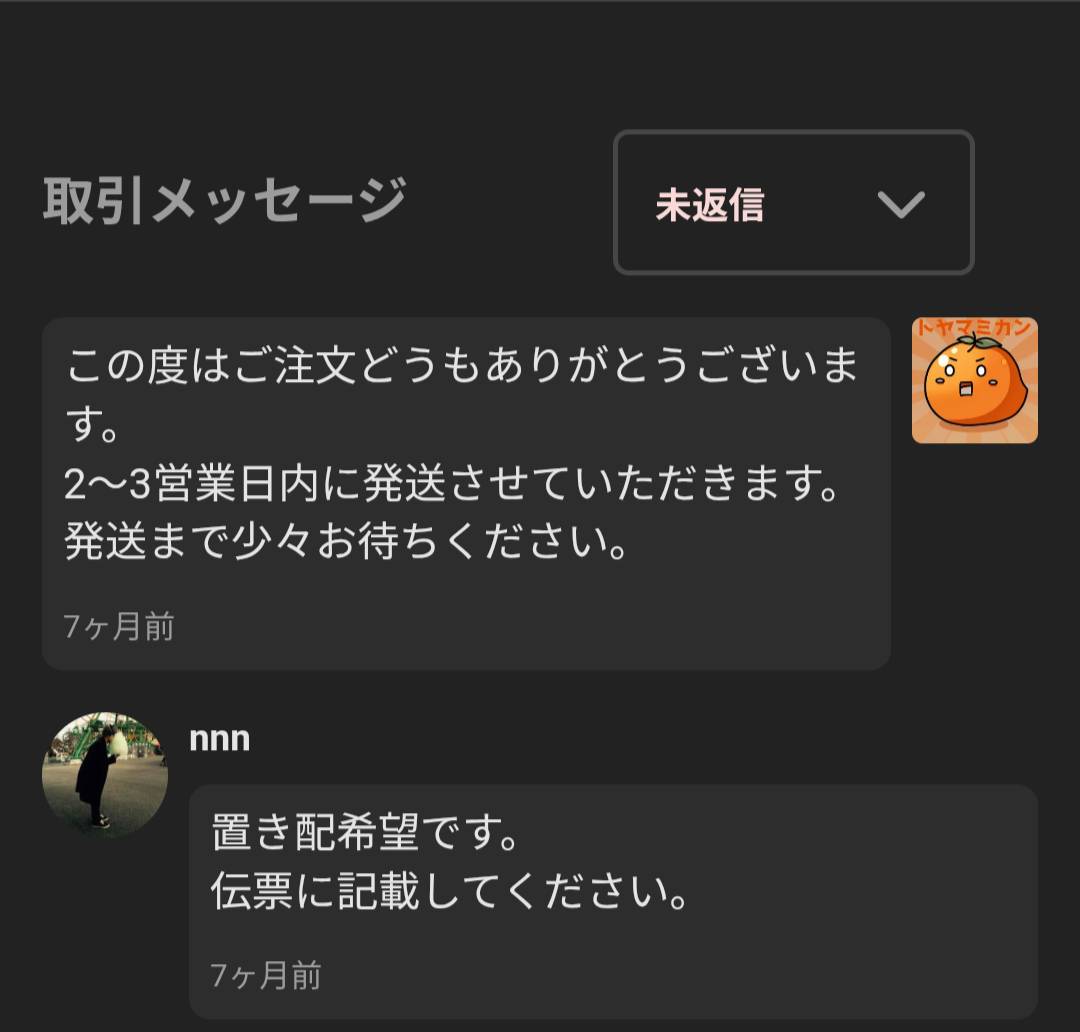 取引メッセージ
未返信
トヤマミカン
この度はご注文どうもありがとうございま
す。
2〜3営業日内に発送させていただきます。
発送まで少々お待ちください。
7ヶ月前
nnn
置き配希望です。
伝票に記載してください。
7ヶ月前